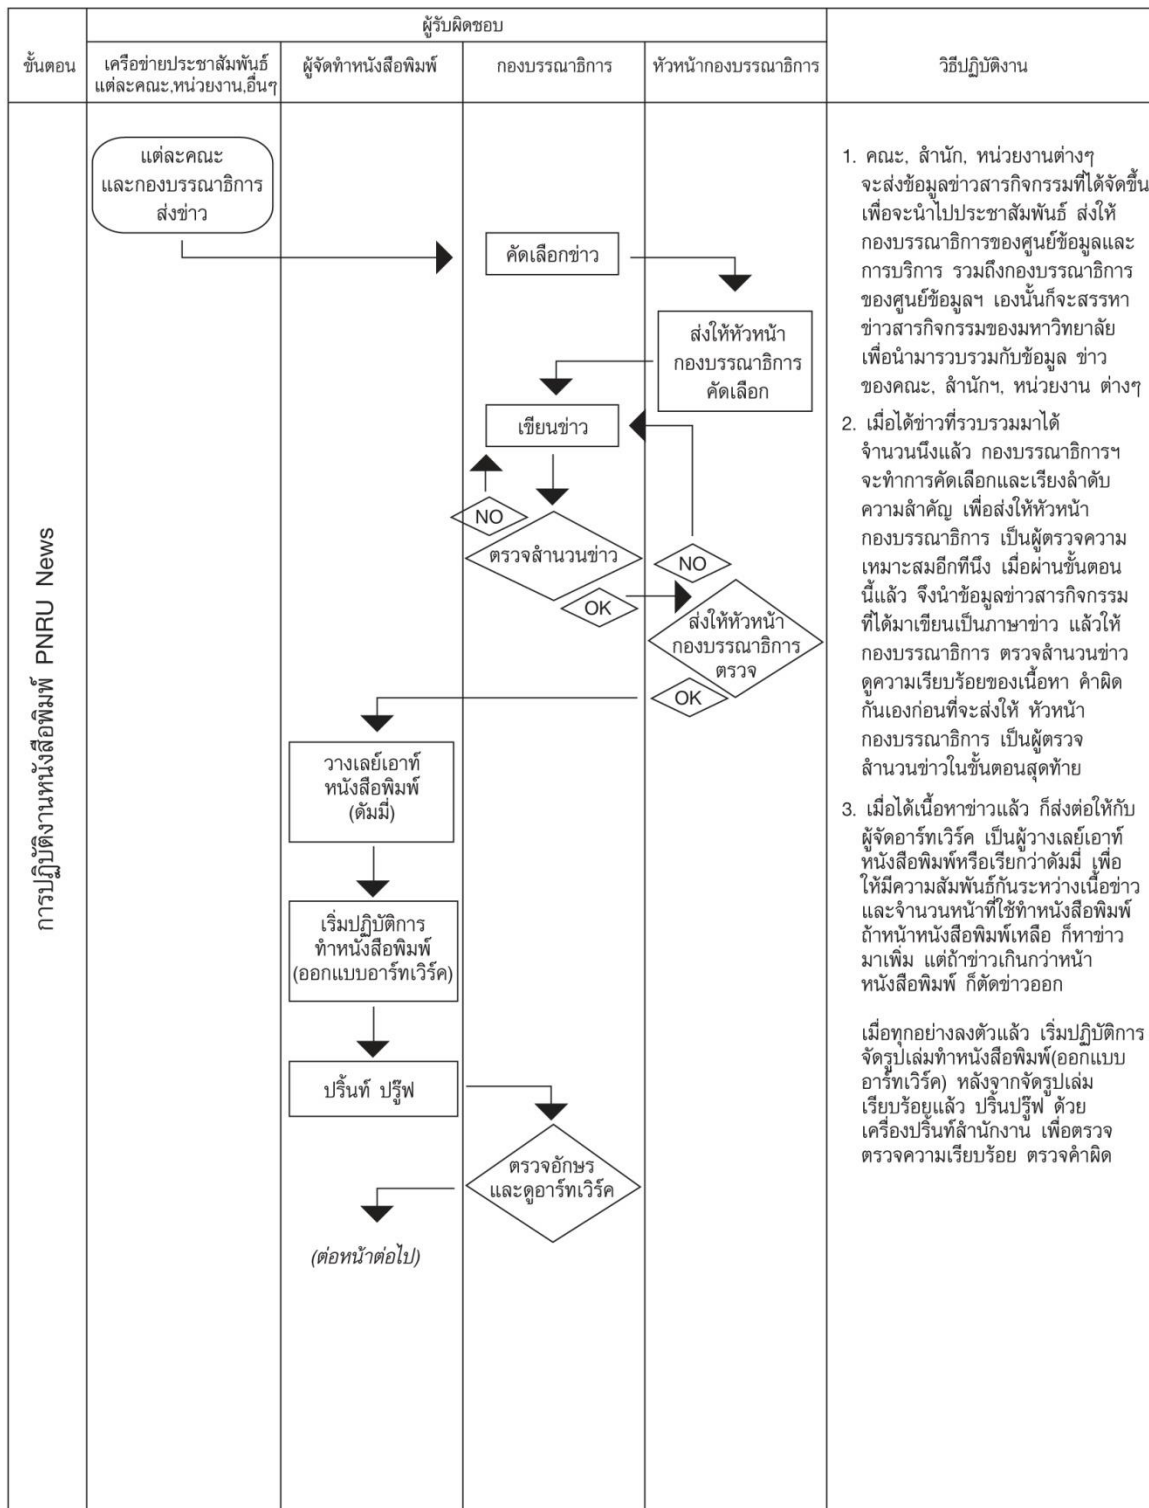 ผู้รับผิดชอบ
ขั้นตอน
เครือข่ายประชาสัมพันธ์
แต่ละคณะ,หน่วยงาน,อื่นๆ
ผู้จัดทำหนังสือพิมพ์
กองบรรณาธิการ
หัวหน้ากองบรรณาธิการ
วิธีปฏิบัติงาน
การปฏิบัติงานหนังสือพิมพ์ PNRU News
แต่ละคณะ
และกองบรรณาธิการ
ส่งข่าว
คัดเลือกข่าว
ส่งให้หัวหน้า
กองบรรณาธิการ
คัดเลือก
เขียนข่าว
NO
ตรวจสำนวนข่าว
OK
NO
ส่งให้หัวหน้า
กองบรรณาธิการ
ตรวจ
OK
วางเลย์เอาท์
หนังสือพิมพ์
(ดัมมี่)
เริ่มปฏิบัติการ
ทำหนังสือพิมพ์
(ออกแบบอาร์ทเวิร์ค)
ปริ้นท์ ปรู๊ฟ
ตรวจอักษร
และดูอาร์ทเวิร์ค
(ต่อหน้าต่อไป)
1. คณะ, สำนัก, หน่วยงานต่างๆ
จะส่งข้อมูลข่าวสารกิจกรรมที่ได้จัดขึ้น
เพื่อจะนำไปประชาสัมพันธ์ ส่งให้
กองบรรณาธิการของศูนย์ข้อมูลและ
การบริการ รวมถึงกองบรรณาธิการ
ของศูนย์ข้อมูลฯ เองนั้นก็จะสรรหา
ข่าวสารกิจกรรมของมหาวิทยาลัย
เพื่อนำมารวบรวมกับข้อมูล ข่าว
ของคณะ, สำนักฯ, หน่วยงาน ต่างๆ
2. เมื่อได้ข่าวที่รวบรวมมาได้
จำนวนนึงแล้ว กองบรรณาธิการฯ
จะทำการคัดเลือกและเรียงลำดับ
ความสำคัญ เพื่อส่งให้หัวหน้า
กองบรรณาธิการ เป็นผู้ตรวจความ
เหมาะสมอีกทีนึง เมื่อผ่านขั้นตอน
นี้แล้ว จึงนำข้อมูลข่าวสารกิจกรรม
ที่ได้มาเขียนเป็นภาษาข่าว แล้วให้
กองบรรณาธิการ ตรวจสำนวนข่าว
ดูความเรียบร้อยของเนื้อหา คำผิด
กันเองก่อนที่จะส่งให้ หัวหน้า
กองบรรณาธิการ เป็นผู้ตรวจ
สำนวนข่าวในขั้นตอนสุดท้าย
3. เมื่อได้เนื้อหาข่าวแล้ว ก็ส่งต่อให้กับ
ผู้จัดอาร์ทเวิร์ค เป็นผู้วางเลย์เอาท์
หนังสือพิมพ์หรือเรียกว่าดัมมี่ เพื่อ
ให้มีความสัมพันธ์กันระหว่างเนื้อข่าว
และจำนวนหน้าที่ใช้ทำหนังสือพิมพ์
ถ้าหน้าหนังสือพิมพ์เหลือ ก็หาข่าว
มาเพิ่ม แต่ถ้าข่าวเกินกว่าหน้า
หนังสือพิมพ์ ก็ตัดข่าวออก
เมื่อทุกอย่างลงตัวแล้ว เริ่มปฏิบัติการ
จัดรูปเล่มทำหนังสือพิมพ์(ออกแบบ
อาร์ทเวิร์ค) หลังจากจัดรูปเล่ม
เรียบร้อยแล้ว ปริ้นปรู๊ฟ ด้วย
เครื่องปริ้นท์สำนักงาน เพื่อตรวจ
ตรวจความเรียบร้อย ตรวจคำผิด